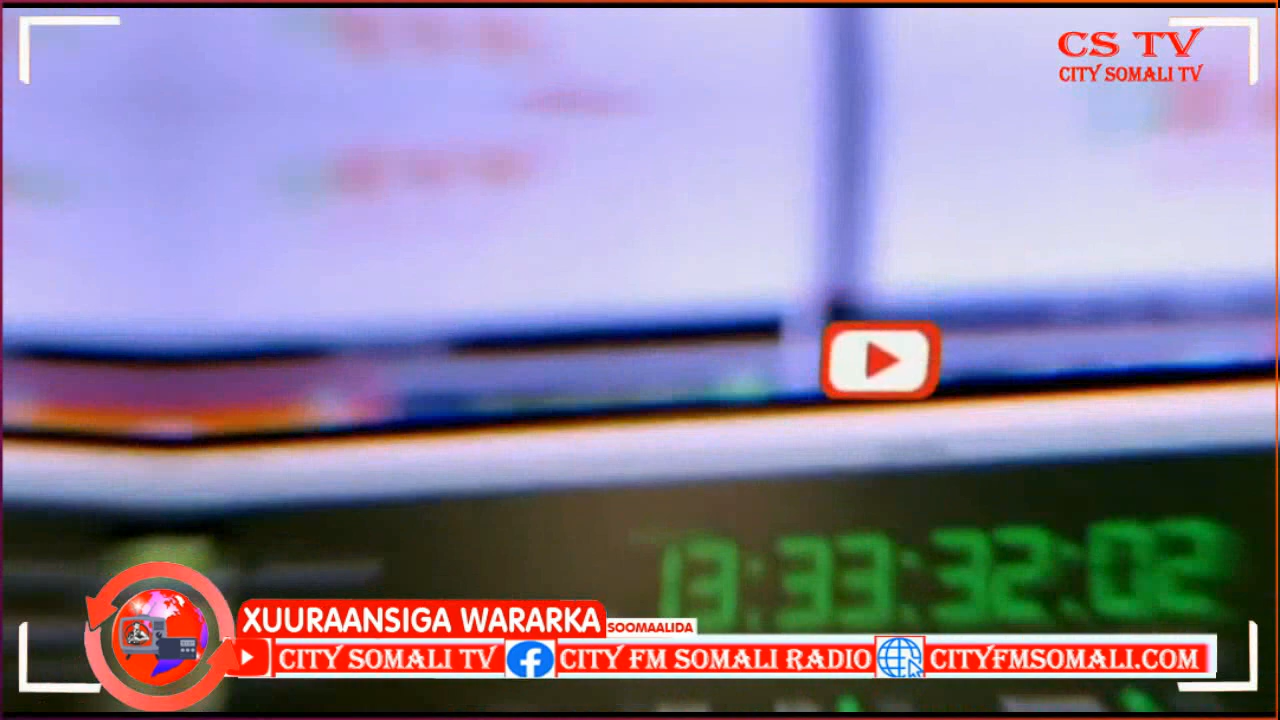 CS TV
CITY SOMALI TV
13:33:32:02
XUURAANSIGA WARARKA
SOOMAALIDA
CITY SOMALI TV CITY FM SOMALI RADIO CITYFMSOMALI.COM